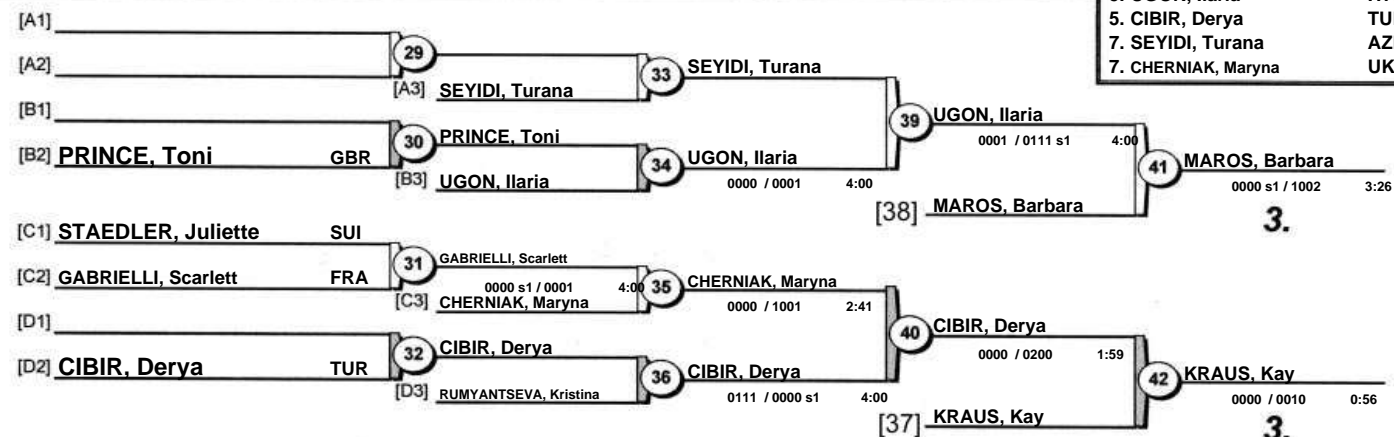 5. CIBIR, Derya TU
7. SEYIDI, Turana AZ
7. CHERNIAK, Maryna UK
[A1]
[A2]
29
[A3] SEYIDI, Turana
33 SEYIDI, Turana
[B1]
[B2] PRINCE, Toni GBR
30 PRINCE, Toni
[B3] UGON, Ilaria
34 UGON, Ilaria
0000 / 0001 4:00
39 UGON, Ilaria
0001 / 0111 s1 4:00
[38] MAROS, Barbara
41 MAROS, Barbara
0000 s1 / 1002 3:26
3.
[C1] STAEDLER, Juliette SUI
[C2] GABRIELLI, Scarlett FRA
31 GABRIELLI, Scarlett
0000 s1 / 0001 4:00
[C3] CHERNIAK, Maryna
35 CHERNIAK, Maryna
0000 / 1001 2:41
[D1]
[D2] CIBIR, Derya TUR
32 CIBIR, Derya
[D3] RUMYANTSEVA, Kristina
36 CIBIR, Derya
0111 / 0000 s1 4:00
40 CIBIR, Derya
0000 / 0200 1:59
[37] KRAUS, Kay
42 KRAUS, Kay
0000 / 0010 0:56
3.